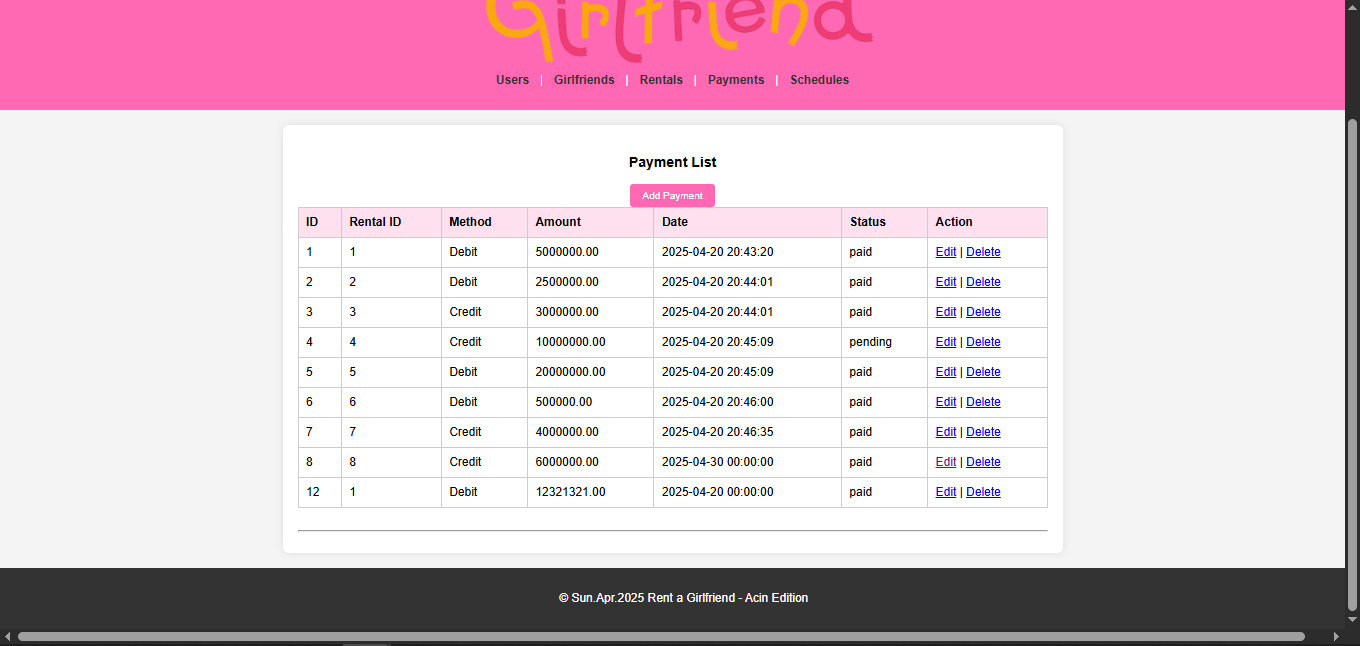 Girlfriend
Users | Girlfriends | Rentals | Payments | Schedules
Payment List
Add Payment
ID Rental ID Method Amount Date Status Action
1 1 Debit 5000000.00 2025-04-20 20:43:20 paid Edit | Delete
2 2 Debit 2500000.00 2025-04-20 20:44:01 paid Edit | Delete
3 3 Credit 3000000.00 2025-04-20 20:44:01 paid Edit | Delete
4 4 Credit 10000000.00 2025-04-20 20:45:09 pending Edit | Delete
5 5 Debit 20000000.00 2025-04-20 20:45:09 paid Edit | Delete
6 6 Debit 500000.00 2025-04-20 20:46:00 paid Edit | Delete
7 7 Credit 4000000.00 2025-04-20 20:46:35 paid Edit | Delete
8 8 Credit 6000000.00 2025-04-30 00:00:00 paid Edit | Delete
12 1 Debit 12321321.00 2025-04-20 00:00:00 paid Edit | Delete
© Sun.Apr.2025 Rent a Girlfriend - Acin Edition